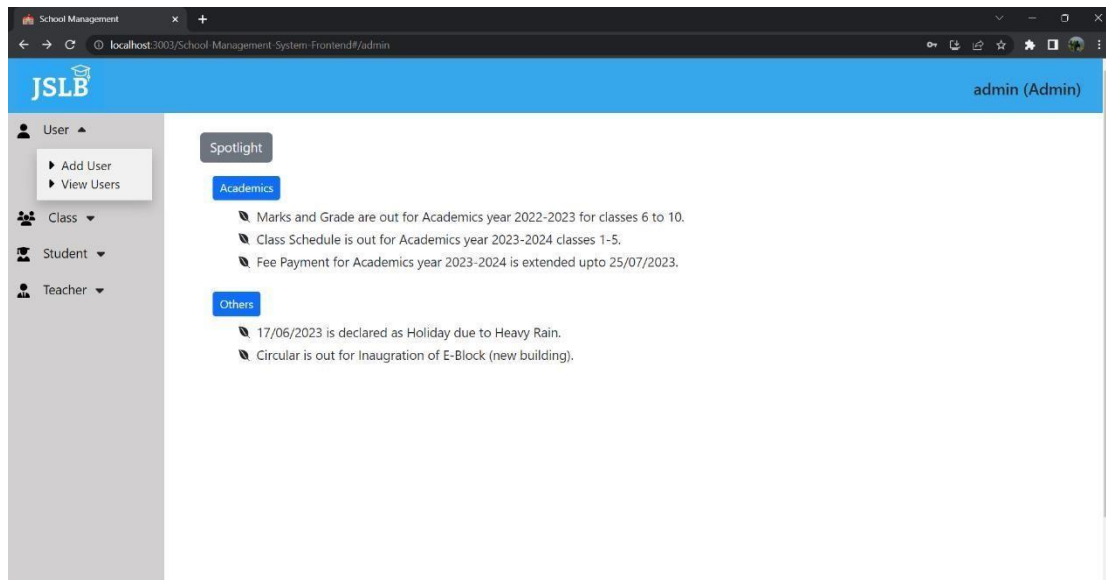 School Management
localhost:3003/School-Management-System-Frontend#/admin
JSLB
admin (Admin)
User
Add User
View Users
Class
Student
Teacher
Spotlight
Academics
Marks and Grade are out for Academics year 2022-2023 for classes 6 to 10.
Class Schedule is out for Academics year 2023-2024 classes 1-5.
Fee Payment for Academics year 2023-2024 is extended upto 25/07/2023.
Others
17/06/2023 is declared as Holiday due to Heavy Rain.
Circular is out for Inaugration of E-Block (new building).